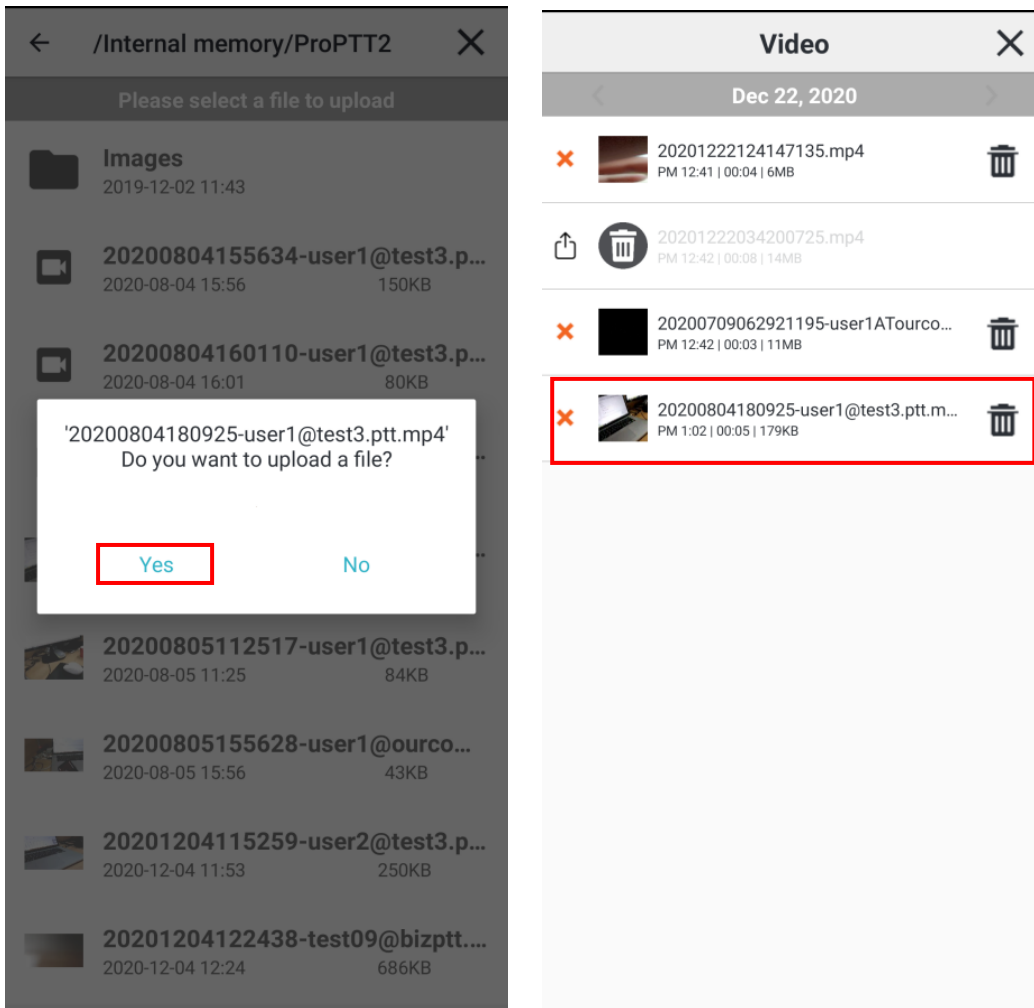 /Internal memory/ProPTT2
Please select a file to upload
Images
2019-12-02 11:43
20200804155634-user1@test3.p...
2020-08-04 15:56 150KB
20200804160110-user1@test3.p...
2020-08-04 16:01 80KB
'20200804180925-user1@test3.ptt.mp4'
Do you want to upload a file?
Yes No
20200805112517-user1@test3.p...
2020-08-05 11:25 84KB
20200805155628-user1@ourco...
2020-08-05 15:56 43KB
20201204115259-user2@test3.p...
2020-12-04 11:53 250KB
20201204122438-test09@bizptt....
2020-12-04 12:24 686KB
Video
Dec 22, 2020
20201222124147135.mp4
PM 12:41 | 00:04 | 6MB
20201222034200725.mp4
PM 12:42 | 00:08 | 14MB
20200709062921195-user1ATourco...
PM 12:42 | 00:03 | 11MB
20200804180925-user1@test3.ptt.m...
PM 1:02 | 00:05 | 179KB